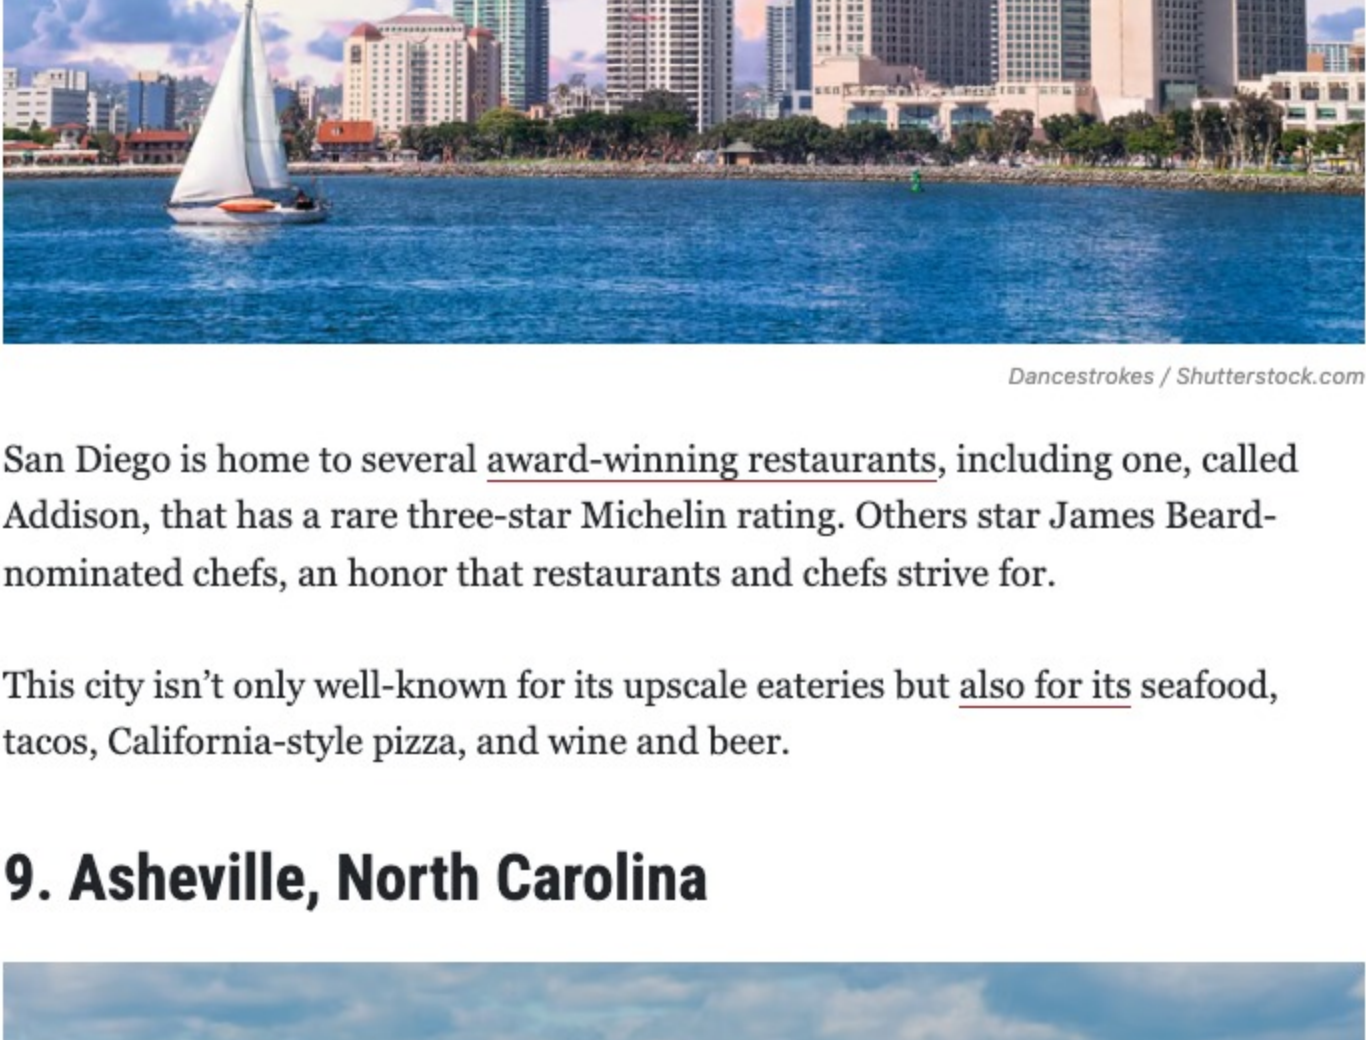 Dancestrokes / Shutterstock.com
San Diego is home to several award-winning restaurants, including one, called
Addison, that has a rare three-star Michelin rating. Others star James Beard-
nominated chefs, an honor that restaurants and chefs strive for.
This city isn’t only well-known for its upscale eateries but also for its seafood,
tacos, California-style pizza, and wine and beer.
9. Asheville, North Carolina